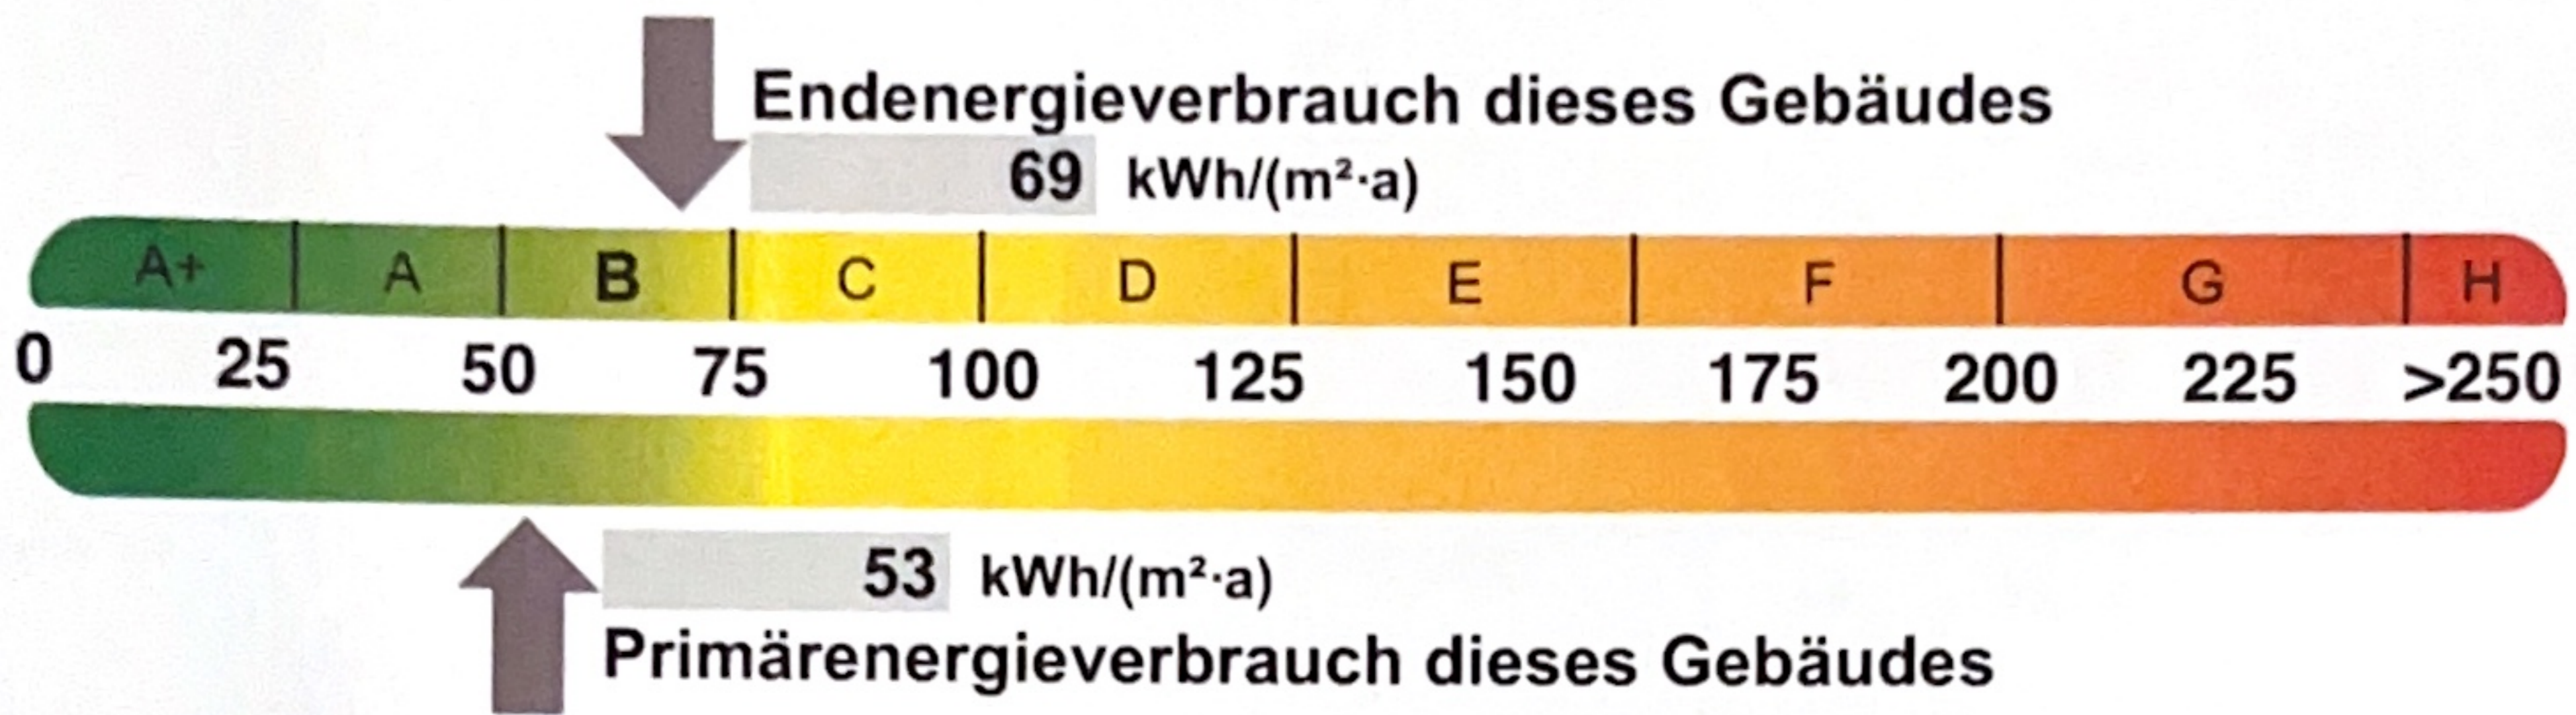 Endenergieverbrauch dieses Gebäudes
69 kWh/(m²·a)
A+ A B C D E F G H
0 25 50 75 100 125 150 175 200 225 >250
53 kWh/(m²·a)
Primärenergieverbrauch dieses Gebäudes